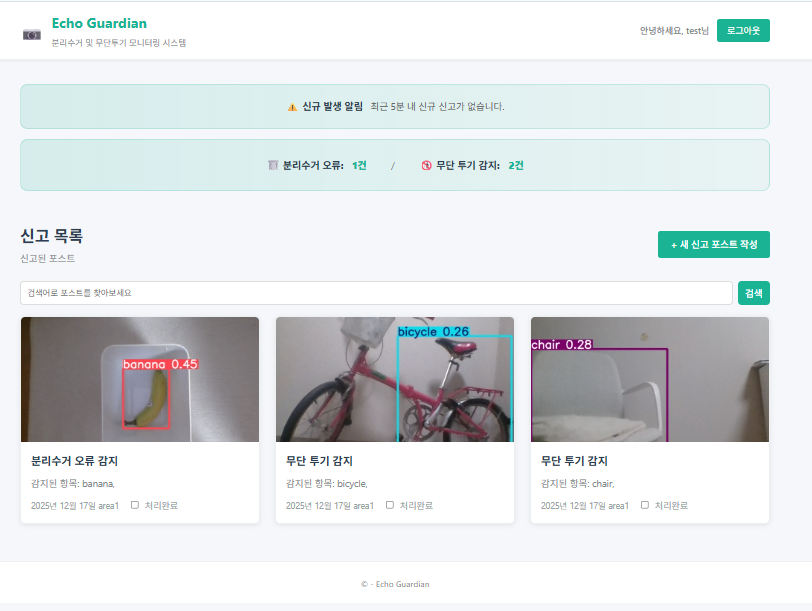 Echo Guardian
분리수거 및 무단투기 모니터링 시스템
안녕하세요, test님
로그아웃
신규 발생 알림 최근 5분 내 신규 신고가 없습니다.
분리수거 오류: 1건 / 무단 투기 감지: 2건
신고 목록
신고된 포스트
+ 새 신고 포스트 작성
검색어로 포스트를 찾아보세요
검색
banana 0.45
bicycle 0.26
chair 0.28
분리수거 오류 감지
감지된 항목: banana,
2025년 12월 17일 area1 처리완료
무단 투기 감지
감지된 항목: bicycle,
2025년 12월 17일 area1 처리완료
무단 투기 감지
감지된 항목: chair,
2025년 12월 17일 area1 처리완료
© - Echo Guardian